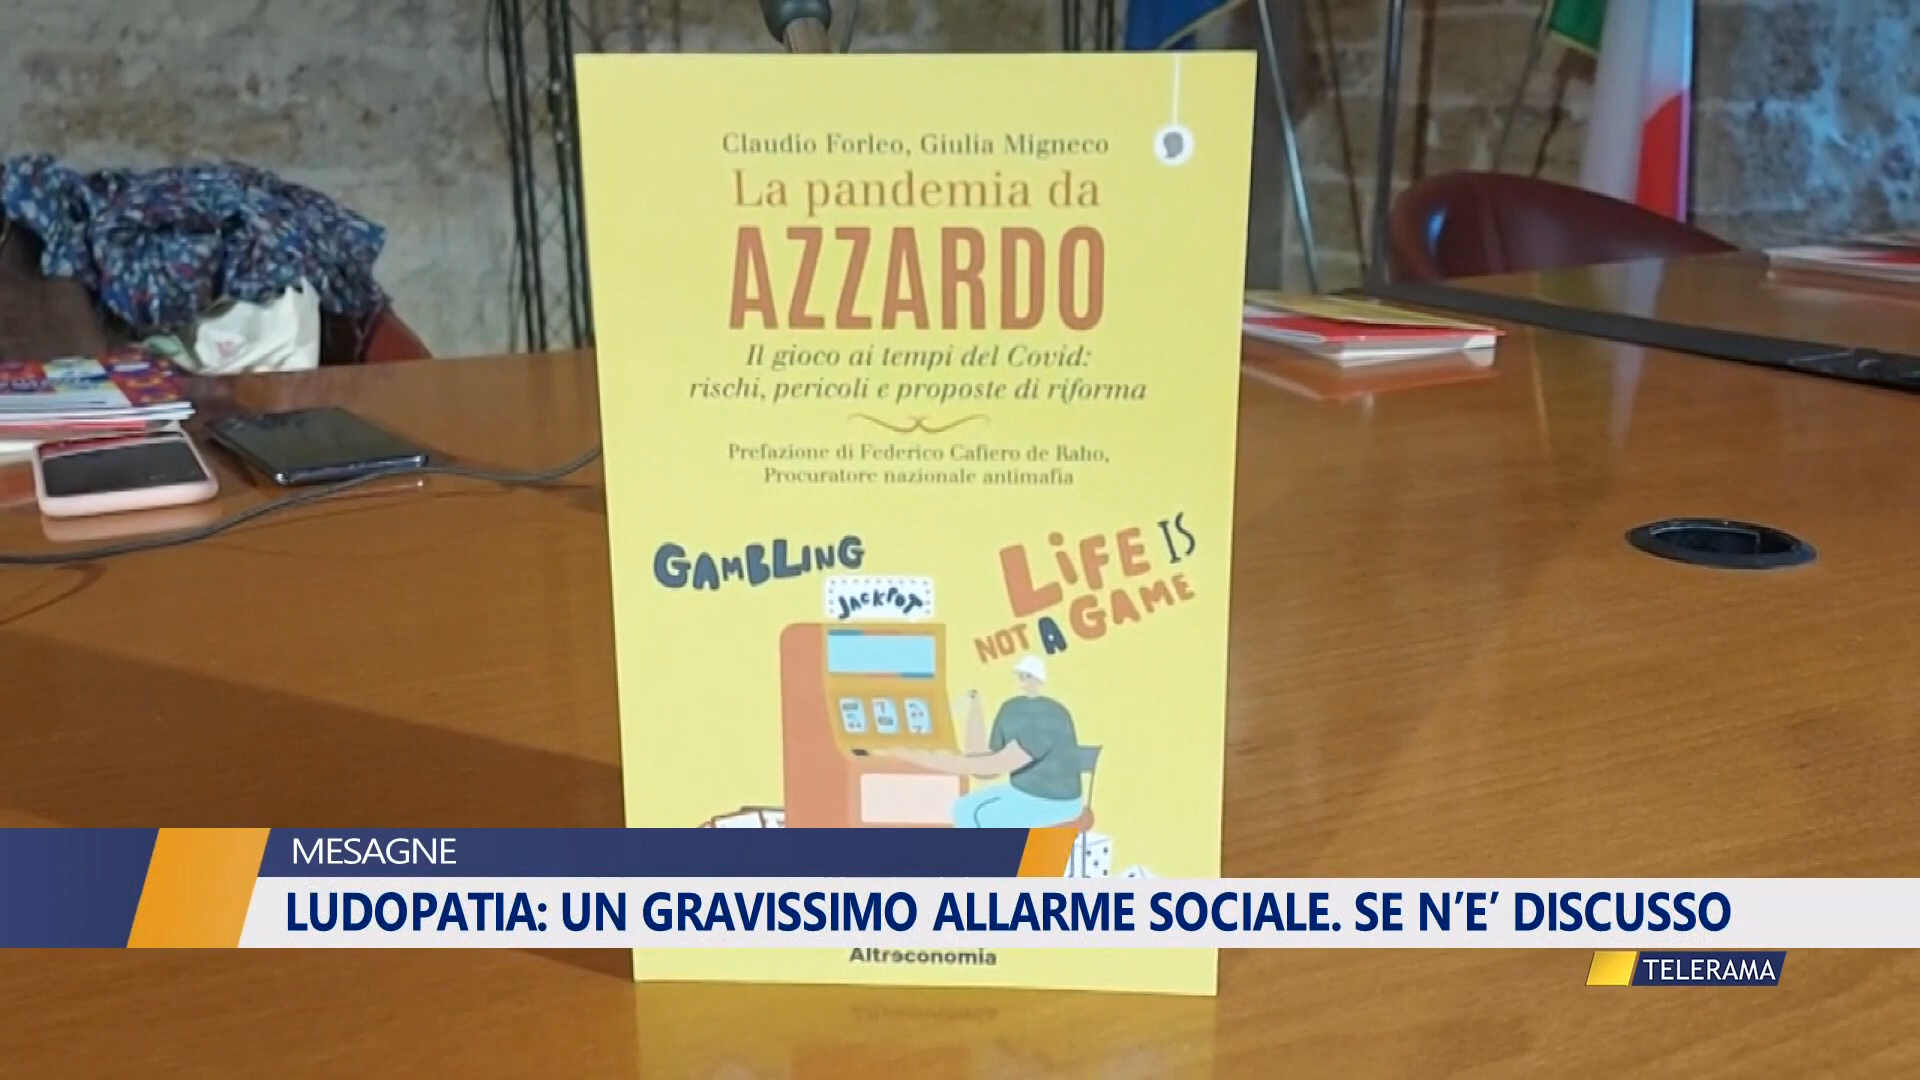 Claudio Forleo, Giulia Migneco
La pandemia da
AZZARDO
Il gioco ai tempi del Covid:
rischi, pericoli e proposte di riforma
Prefazione di Federico Cafiero de Raho,
Procuratore nazionale antimafia
GAMBLING
LiFE IS
NOT A GAME
JACKPOT
MESAGNE
LUDOPATIA: UN GRAVISSIMO ALLARME SOCIALE. SE N'E' DISCUSSO
Altreconomia
TELERAMA